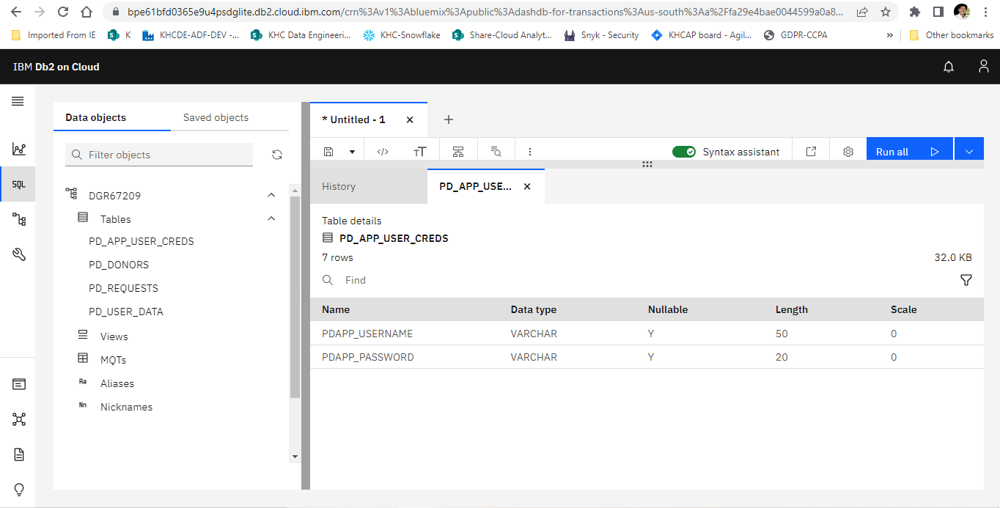 bpe61bfd0365e9u4psdglite.db2.cloud.ibm.com/crn%3Av1%3Abluemix%3Apublic%3Adashdb-for-transactions%3Aus-south%3Aa%2Ffa29e4bae0044599a0a8...
Imported From IE K KHCDE-ADF-DEV -... KHC Data Engineeri... KHC-Snowflake Share-Cloud Analyt... Snyk - Security KHCAP board - Agil... GDPR-CCPA » Other bookmarks
IBM Db2 on Cloud
Data objects Saved objects
* Untitled - 1
Filter objects
Syntax assistant Run all
SQL
History PD_APP_USE...
DGR67209
Tables
PD_APP_USER_CREDS
PD_DONORS
PD_REQUESTS
PD_USER_DATA
Views
MQTs
Aa Aliases
Nn Nicknames
Table details
PD_APP_USER_CREDS
7 rows 32.0 KB
Find
Name Data type Nullable Length Scale
PDAPP_USERNAME VARCHAR Y 50 0
PDAPP_PASSWORD VARCHAR Y 20 0